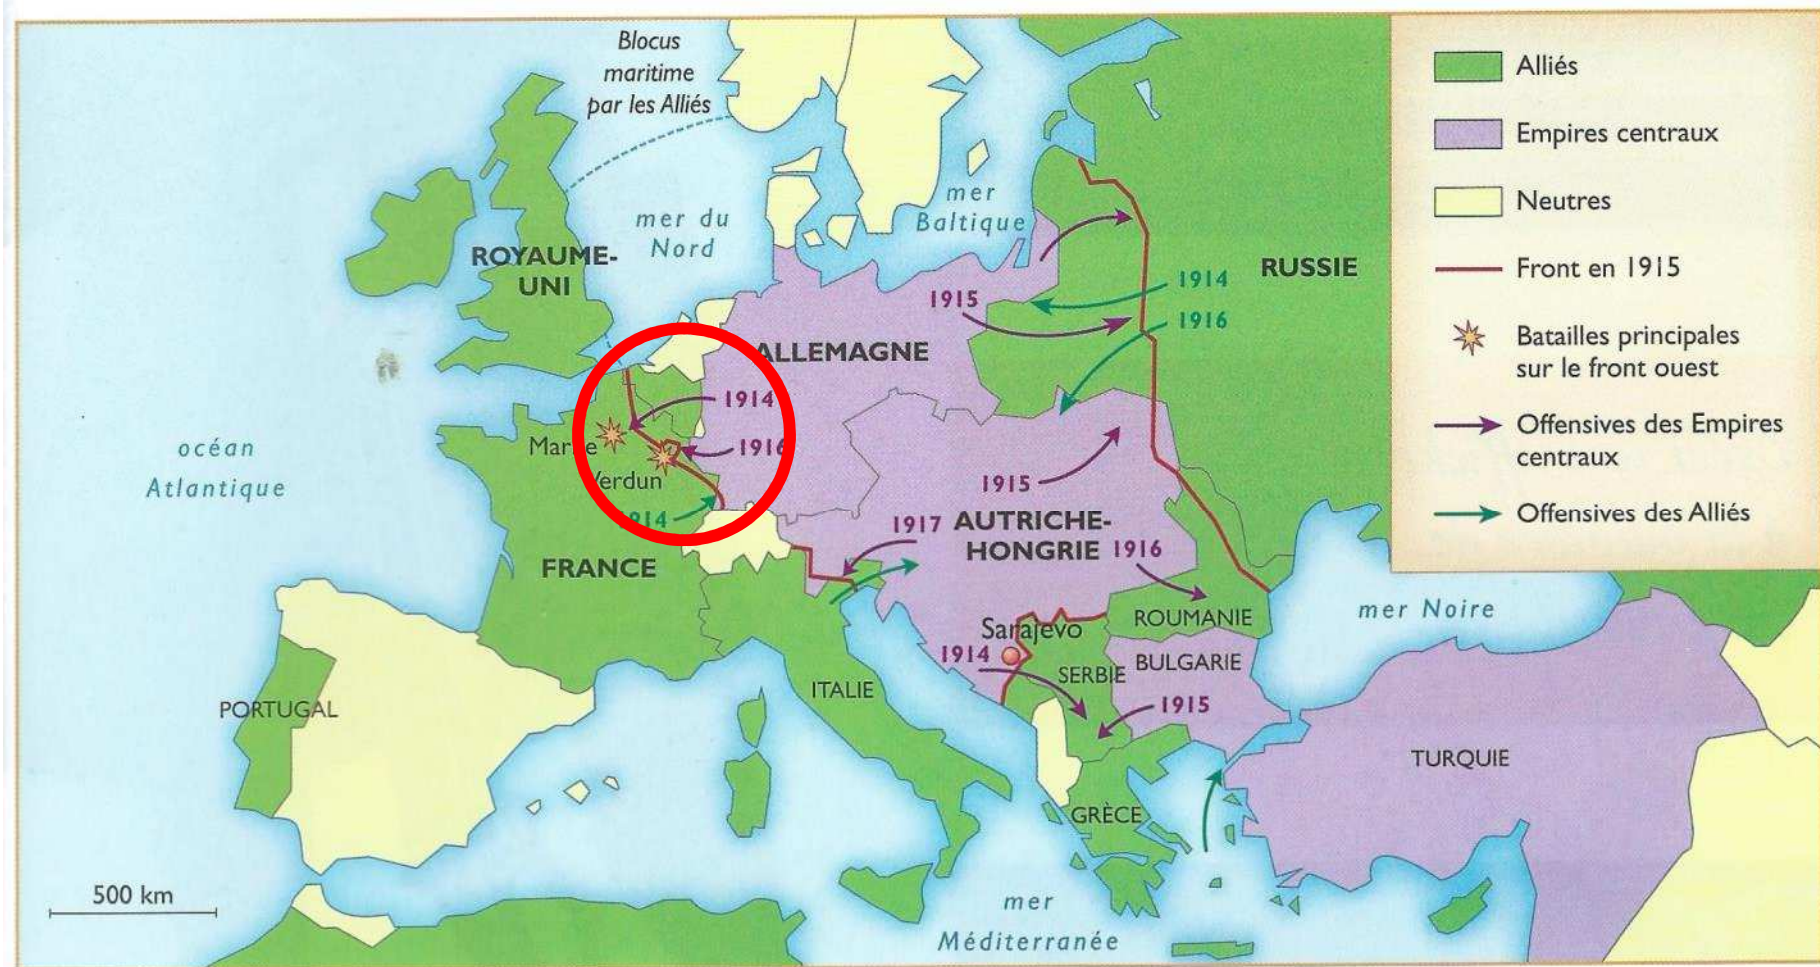 Blocus
maritime
par les Alliés
mer du
Nord
mer
Baltique
ROYAUME-
UNI
RUSSIE
1914
1915
1916
ALLEMAGNE
1914
océan
Atlantique
Marne
1916
Verdun
1914
1915
1917
AUTRICHE-
HONGRIE
1916
FRANCE
mer Noire
ROUMANIE
Sarajevo
1914
BULGARIE
SERBIE
ITALIE
1915
PORTUGAL
TURQUIE
GRÈCE
500 km
mer
Méditerranée
Alliés
Empires centraux
Neutres
Front en 1915
Batailles principales
sur le front ouest
Offensives des Empires
centraux
Offensives des Alliés